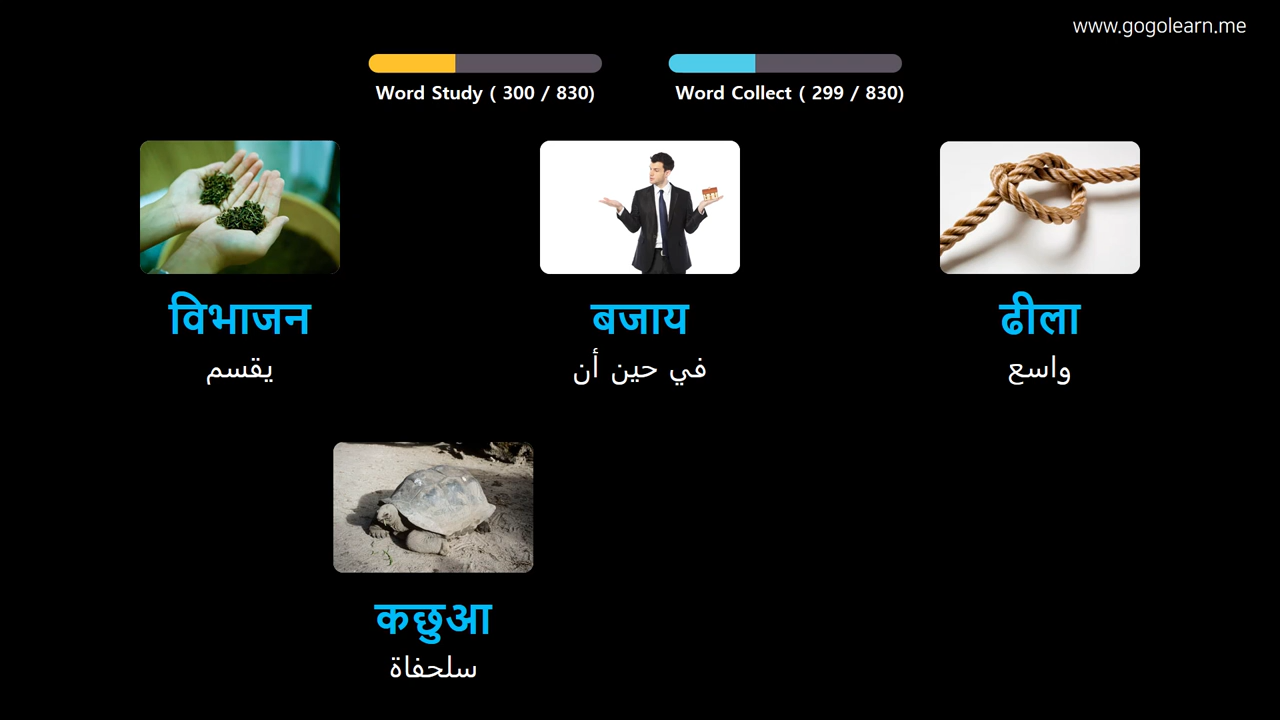 www.gogolearn.me
Word Study ( 300 / 830)
Word Collect ( 299 / 830)
विभाजन
يقسم
बजाय
في حين أن
ढीला
واسع
कछुआ
سلحفاة